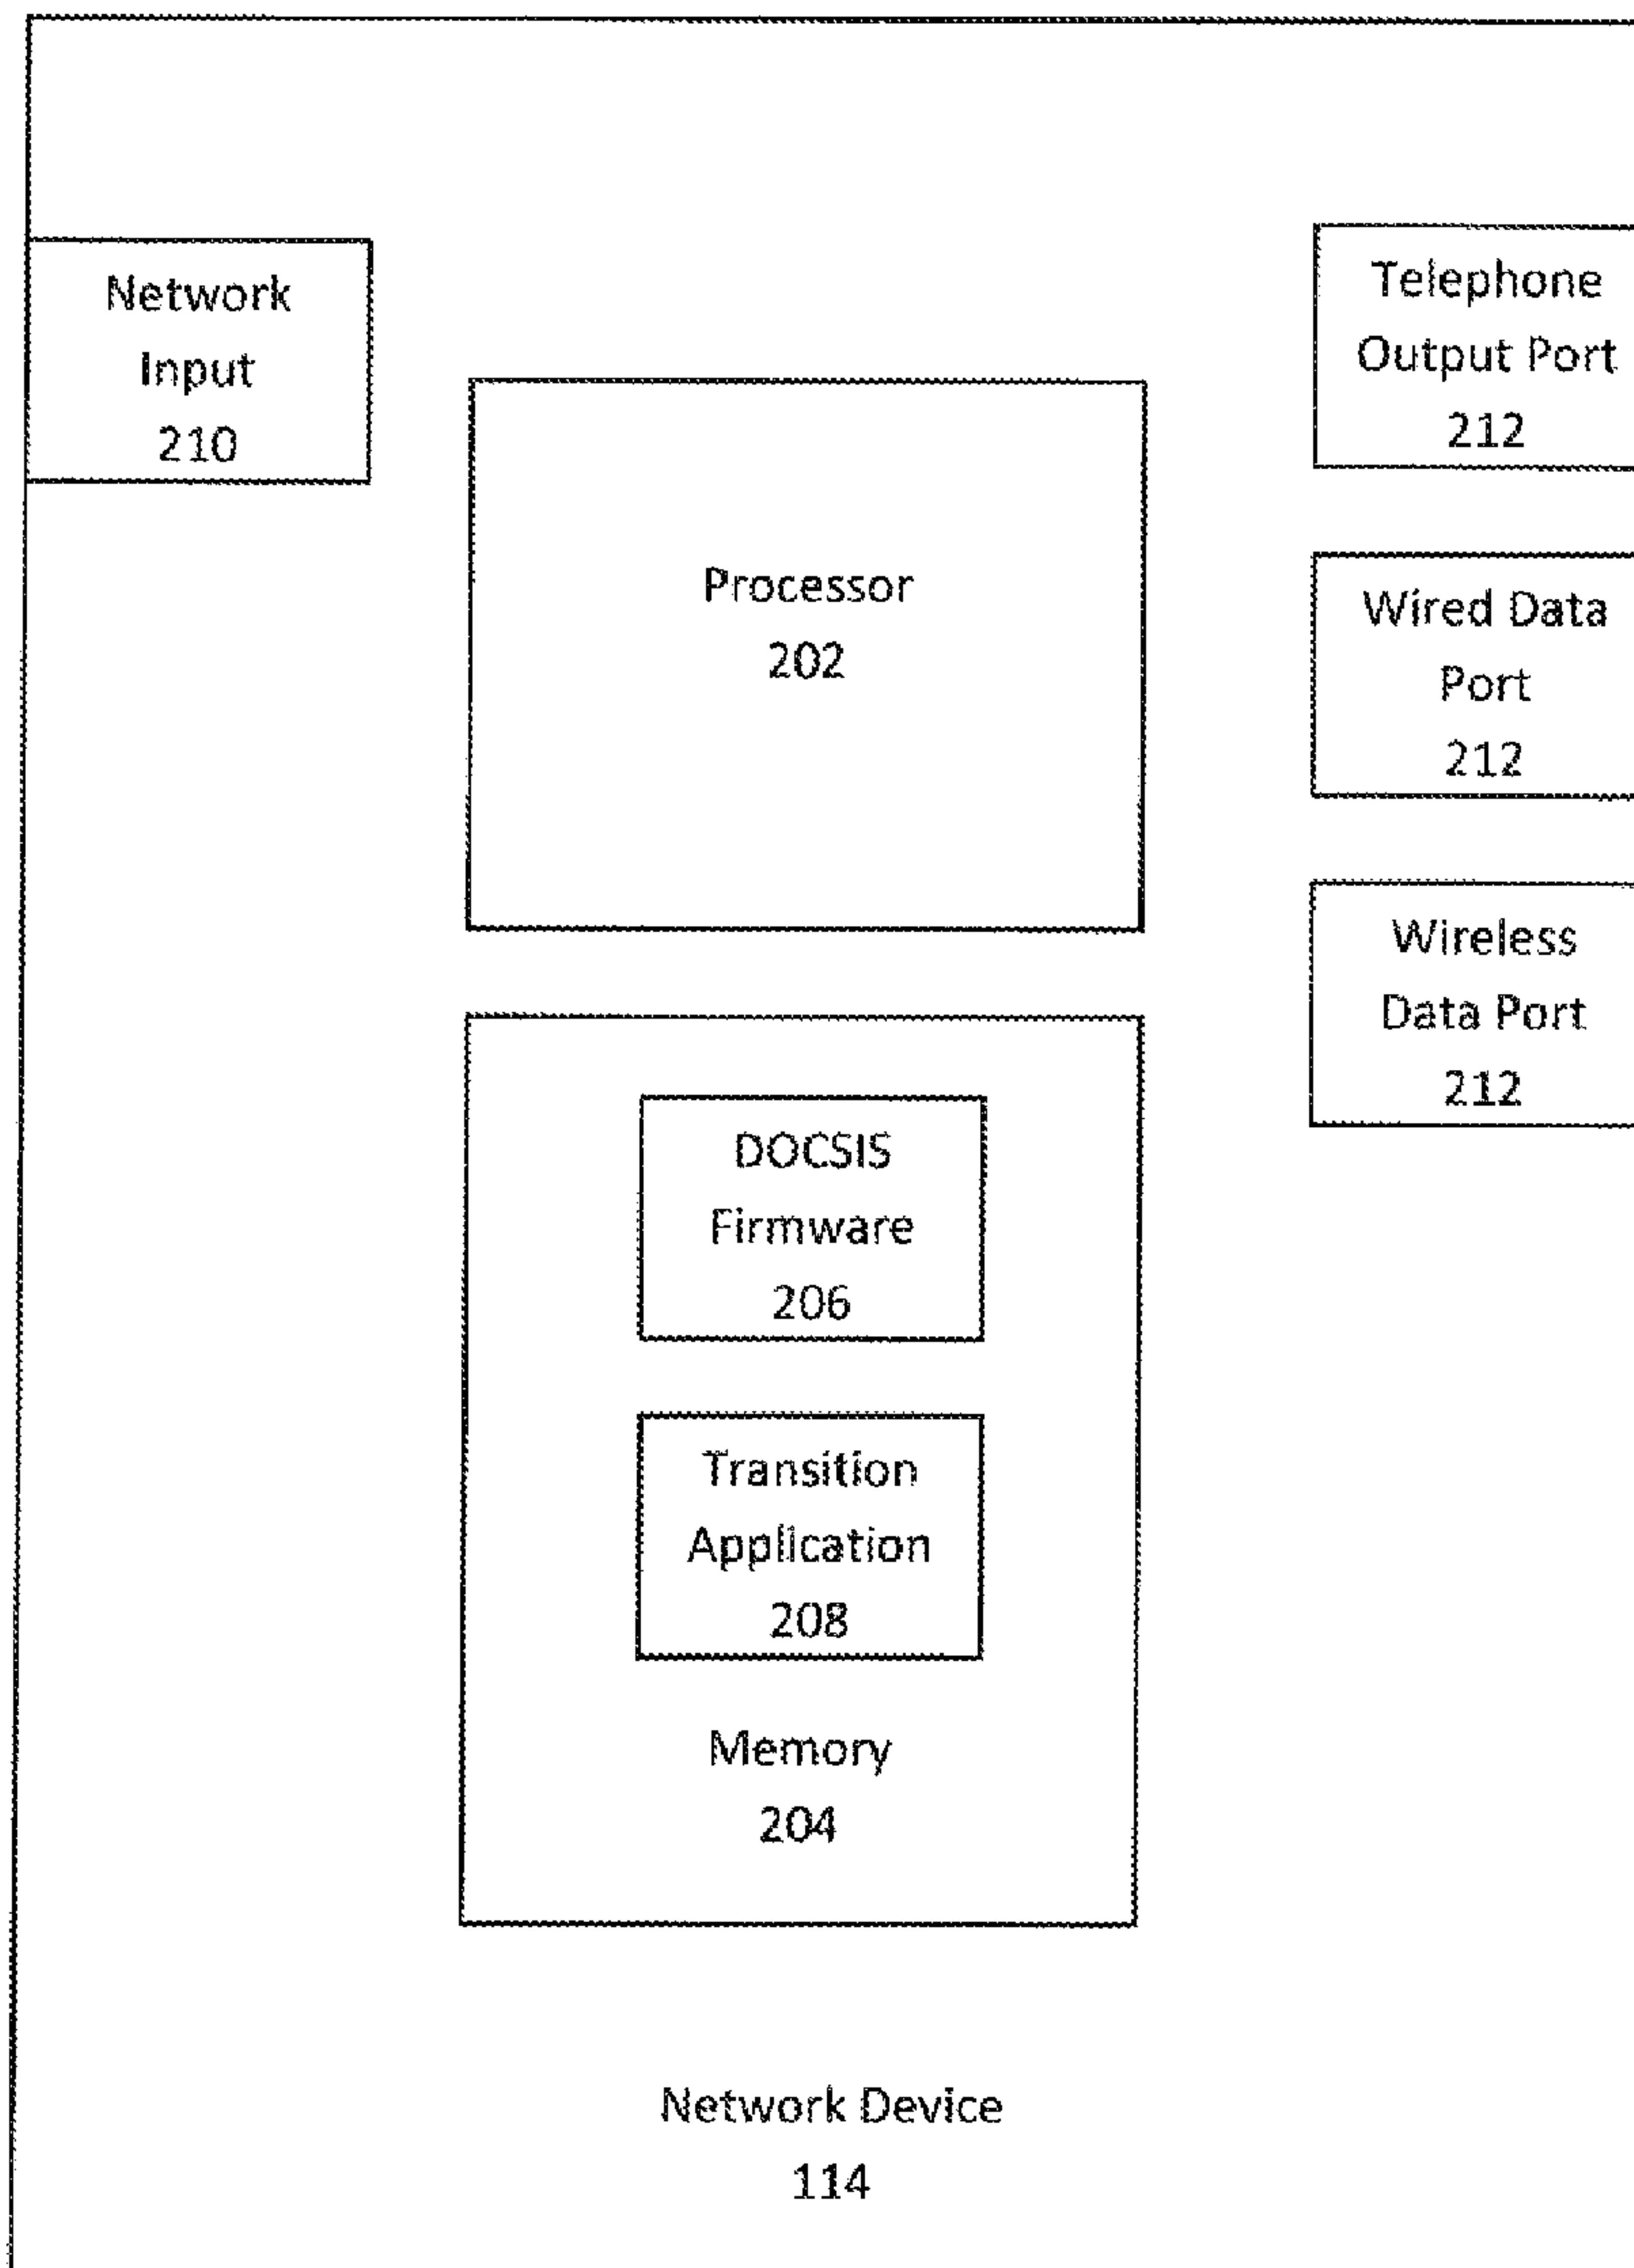 Network
Input
210
Processor
202
Telephone
Output Port
212
Wired Data
Port
212
Wireless
Data Port
212
DOCSIS
Firmware
206
Transition
Application
208
Memory
204
Network Device
114